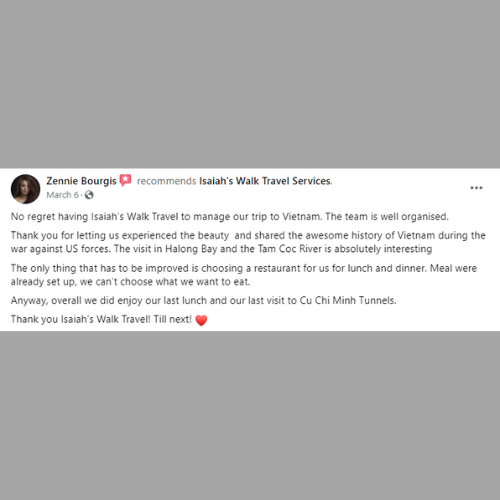 Zennie Bourgis recommends Isaiah's Walk Travel Services.
March 6 ·
No regret having Isaiah's Walk Travel to manage our trip to Vietnam. The team is well organised.
Thank you for letting us experienced the beauty and shared the awesome history of Vietnam during the
war against US forces. The visit in Halong Bay and the Tam Coc River is absolutely interesting
The only thing that has to be improved is choosing a restaurant for us for lunch and dinner. Meal were
already set up, we can't choose what we want to eat.
Anyway, overall we did enjoy our last lunch and our last visit to Cu Chi Minh Tunnels.
Thank you Isaiah's Walk Travel! Till next! ❤️